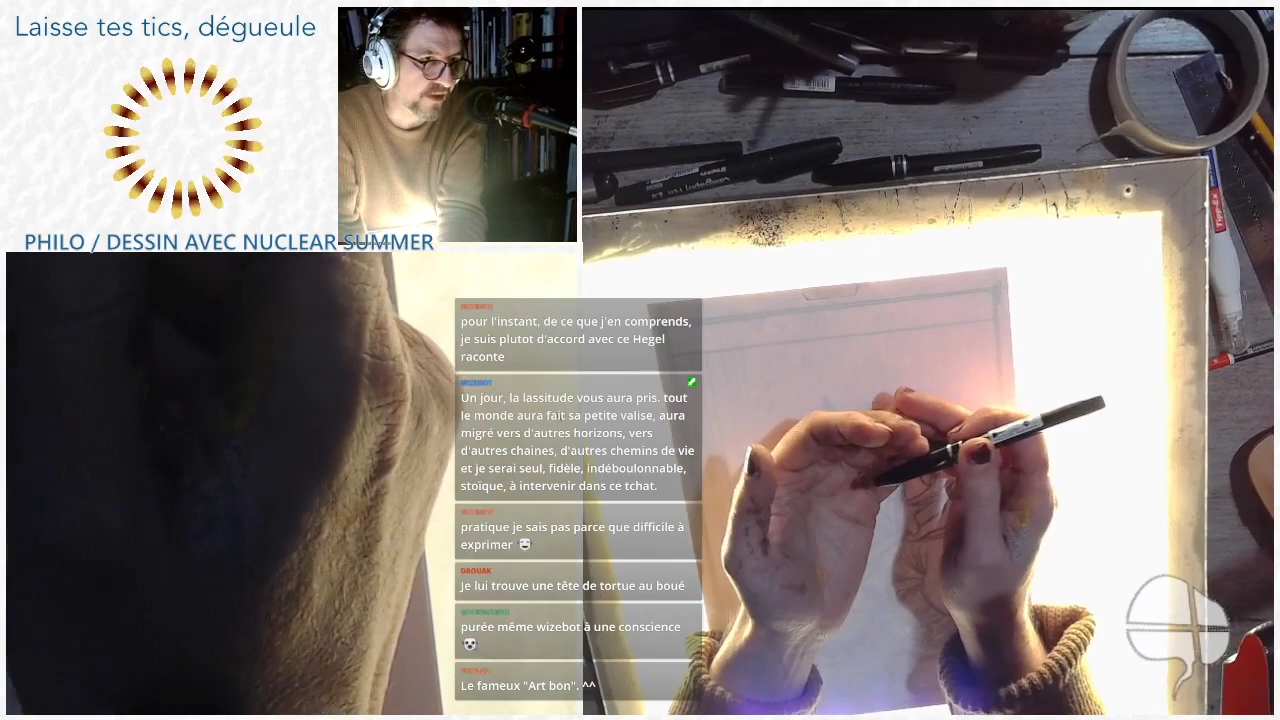 Laisse tes tics, dégueule
PHILO / DESSIN AVEC NUCLEAR SUMMER
pour l'instant, de ce que j'en comprends,
je suis plutot d'accord avec ce Hegel
raconte
WIZEBOT
Un jour, la lassitude vous aura pris. tout
le monde aura fait sa petite valise, aura
migré vers d'autres horizons, vers
d'autres chaines, d'autres chemins de vie
et je serai seul, fidèle, indéboulonnable,
stoïque, à intervenir dans ce tchat.
pratique je sais pas parce que difficile à
exprimer
DROUAK
Je lui trouve une tête de tortue au boué
purée même wizebot à une conscience
Le fameux "Art bon". ^^